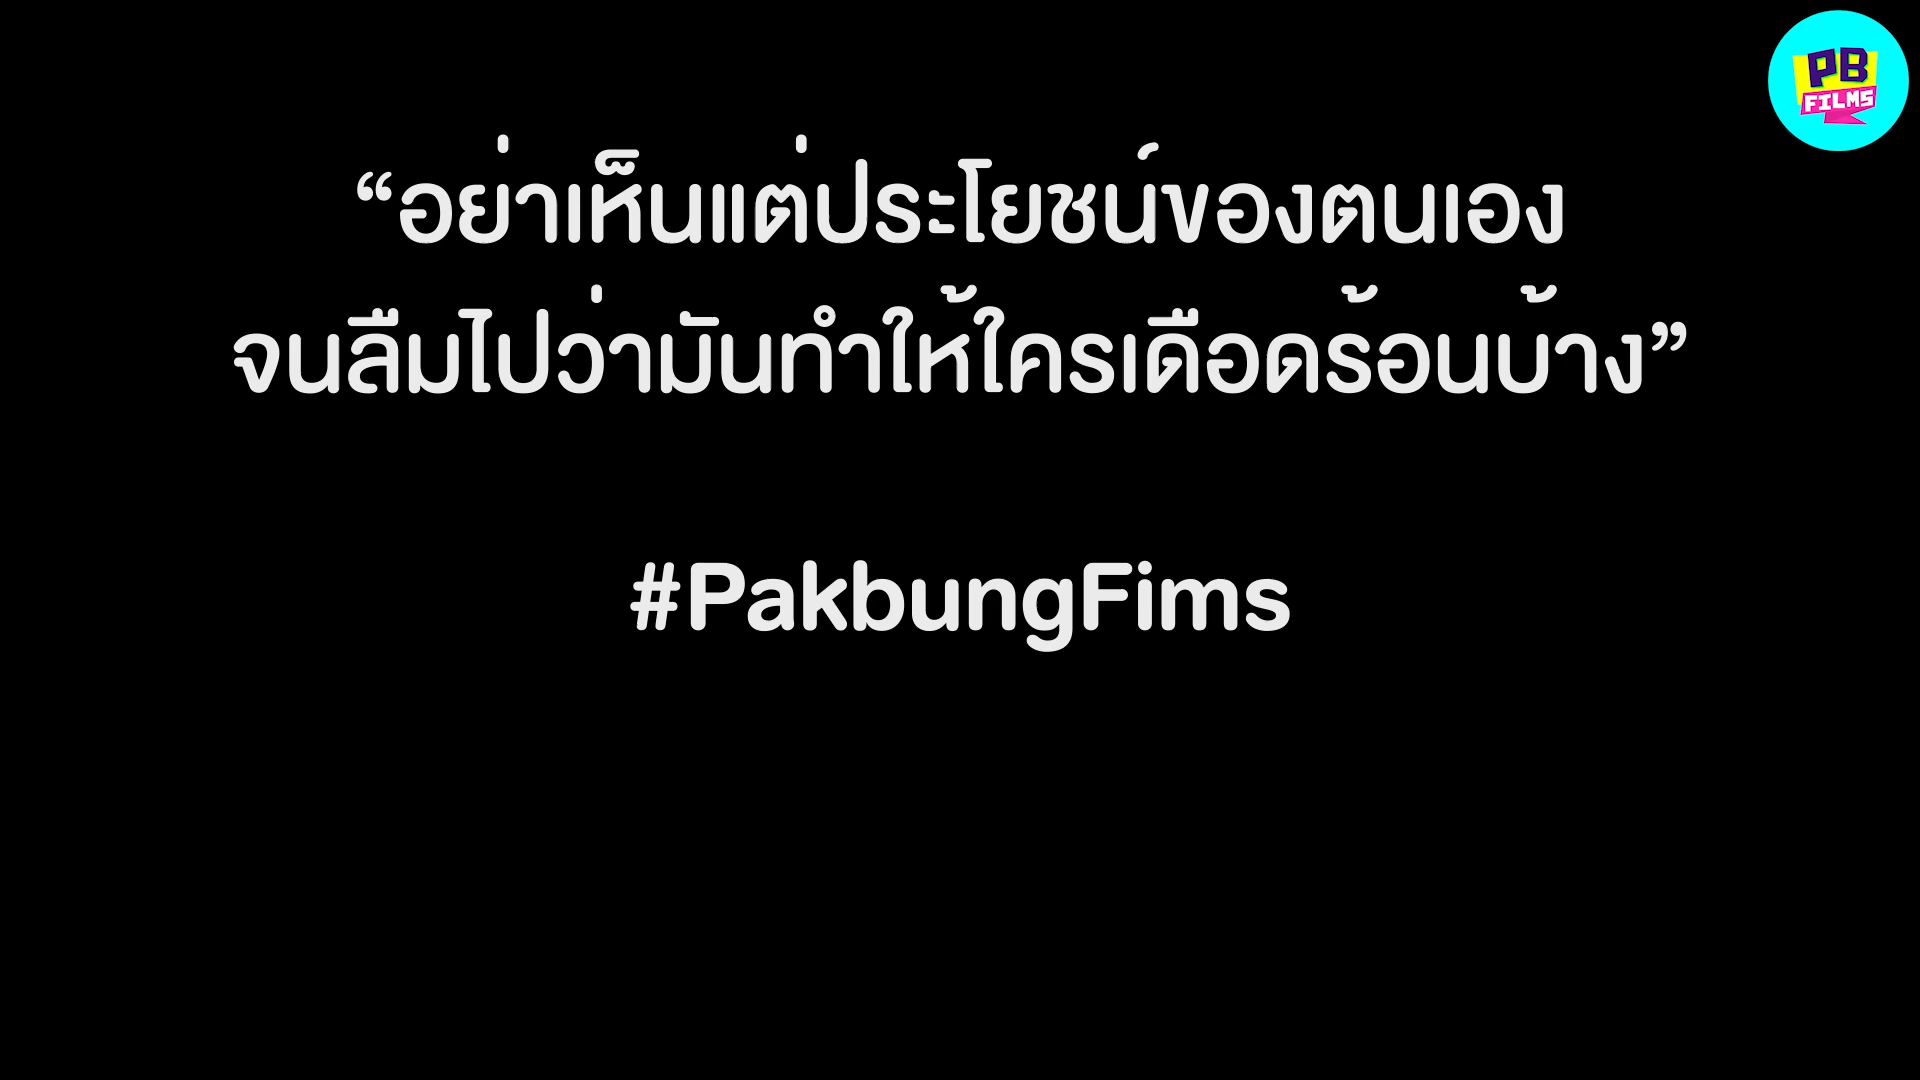 PB
FILMS
“อย่าเห็นแต่ประโยชน์ของตนเอง
จนลืมไปว่ามันทำให้ใครเดือดร้อนบ้าง”
#PakbungFims